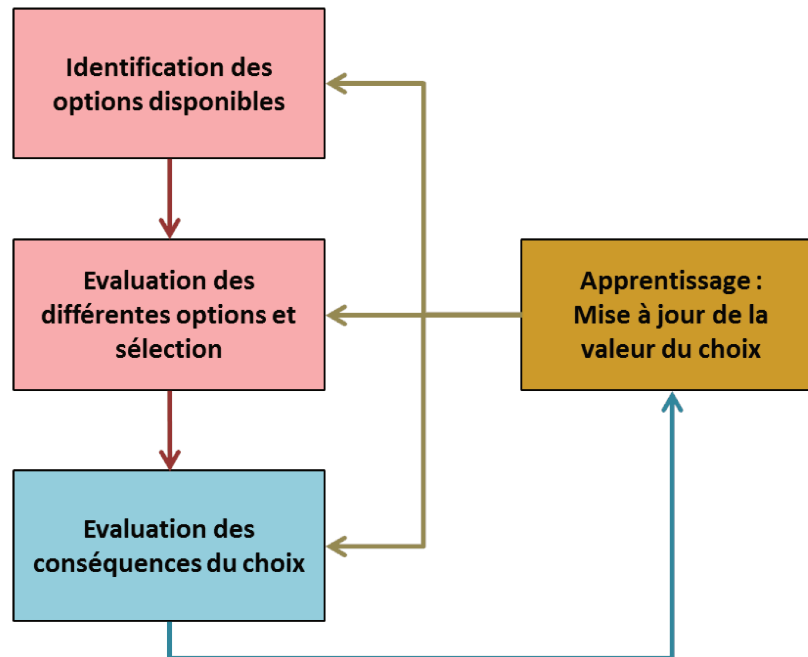 Identification des
options disponibles
Evaluation des
différentes options et
sélection
Apprentissage :
Mise à jour de la
valeur du choix
Evaluation des
conséquences du choix